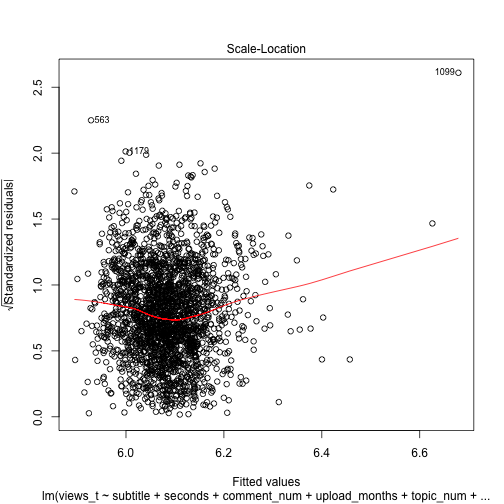 Scale-Location
1099
563
1179
2.5
2.0
1.5
1.0
0.5
0.0
√|Standardized residuals|
6.0 6.2 6.4 6.6
Fitted values
lm(views_t ~ subtitle + seconds + comment_num + upload_months + topic_num + ...